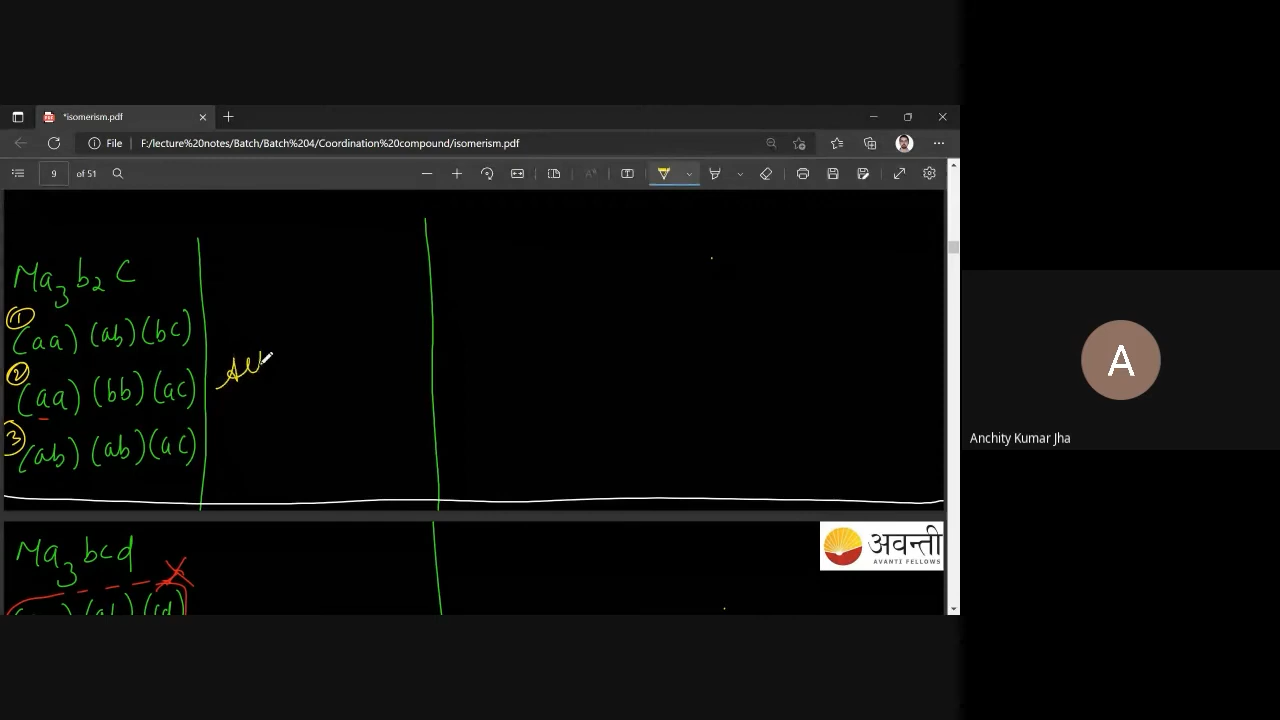 *isomerism.pdf
File F:/lecture%20notes/Batch/Batch%204/Coordination%20compound/isomerism.pdf
9 of 51
Ma₃b₂c
① (aa) (ab) (bc)
② (aa) (bb) (ac)
③ (ab) (ab) (ac)
Ma₃bcd
अवन्ती
AVANTI FELLOWS
A
Anchity Kumar Jha